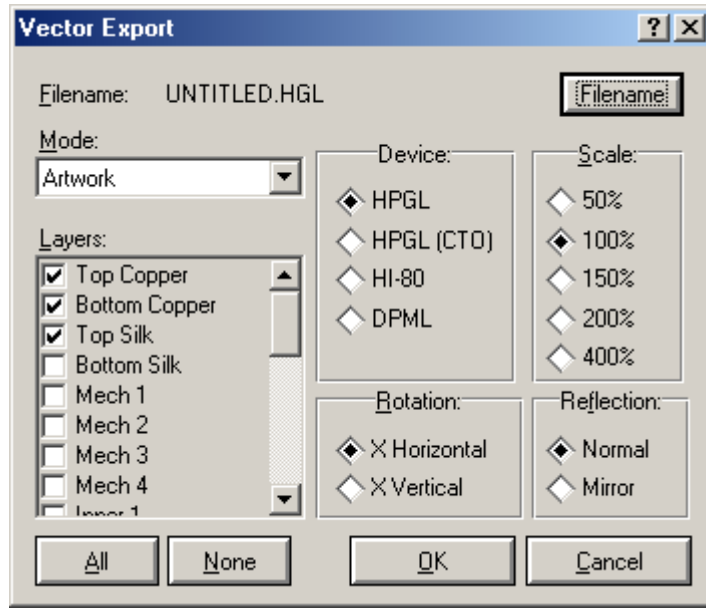 Vector Export
Filename: UNTITLED.HGL
Filename
Mode:
Artwork
Layers:
Top Copper
Bottom Copper
Top Silk
Bottom Silk
Mech 1
Mech 2
Mech 3
Mech 4
Inner 1
Device:
HPGL
HPGL (CTO)
HI-80
DPML
Scale:
50%
100%
150%
200%
400%
Rotation:
X Horizontal
X Vertical
Reflection:
Normal
Mirror
All
None
OK
Cancel